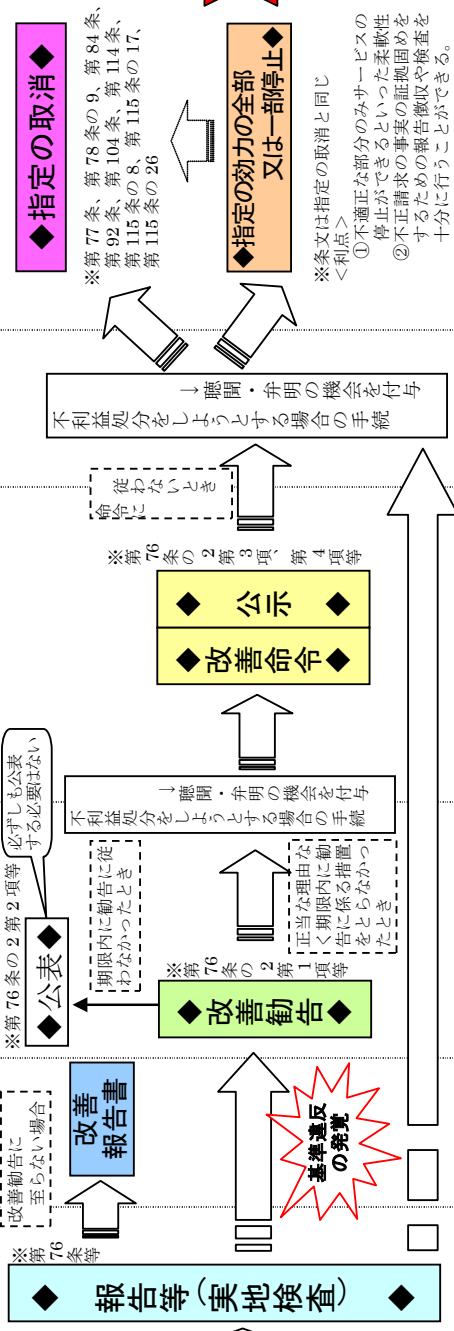 ※第76条等
◆ 報告等（実地検査） ◆
改善勧告に
至らない場合
改善
報告書
基準違反
の発覚
※第76条の2第1項等
◆改善勧告◆
※第76条の2第2項等
◆公表◆
必ずしも公表
する必要はない
期限内に勧告に従
わなかったとき
正当な理由な
く期限内に勧
告に係る措置
をとらなかっ
たとき
不利益処分をしようとする場合の手続
→聴聞・弁明の機会を付与
◆改善命令◆
◆ 公示 ◆
※第76条の2第3項、第4項等
命令に
従わないとき
不利益処分をしようとする場合の手続
→聴聞・弁明の機会を付与
◆指定の取消◆
※第77条、第78条の9、第84条、
第92条、第104条、第114条、
第115条の8、第115条の17、
第115条の26
◆指定の効力の全部
又は一部停止◆
※条文は指定の取消と同じ
＜利点＞
①不適正な部分のみサービスの
停止ができるといった柔軟性
②不正請求の事実の証拠固めを
するための報告徴収や検査を
十分に行うことができる。